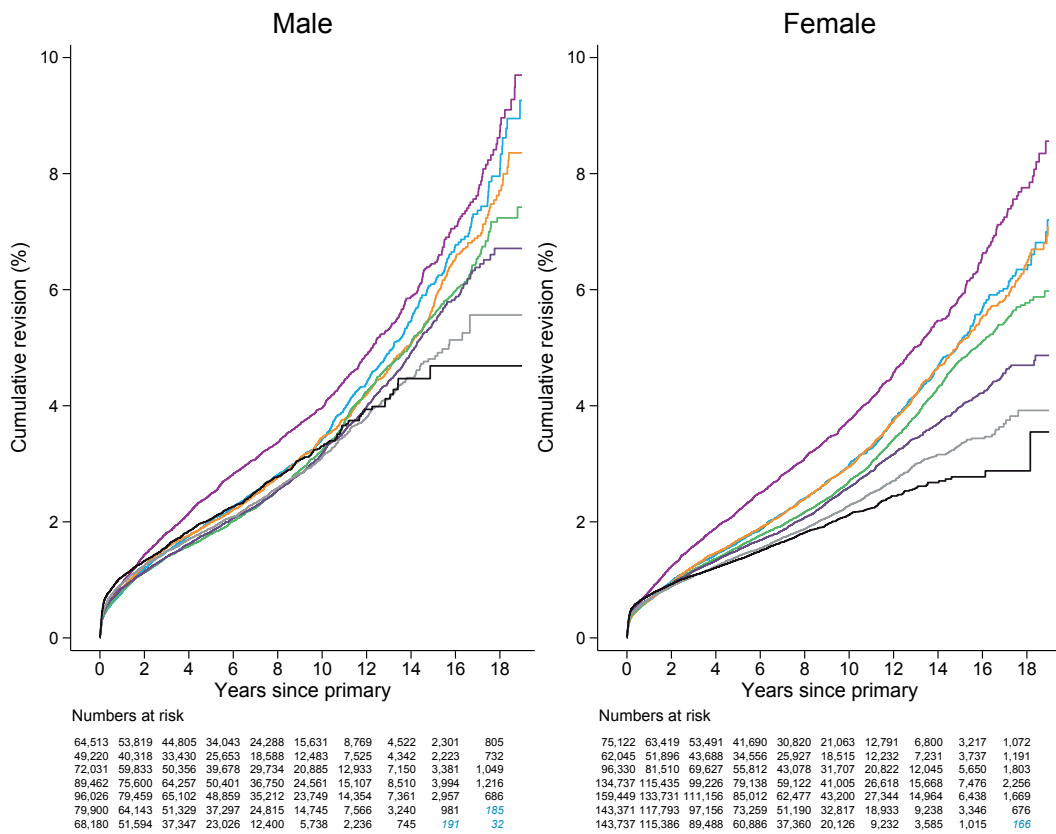 Male
Female
10
8
6
4
2
0
Cumulative revision (%)
0 2 4 6 8 10 12 14 16 18
Years since primary
10
8
6
4
2
0
Cumulative revision (%)
0 2 4 6 8 10 12 14 16 18
Years since primary
Numbers at risk
64,513 53,819 44,805 34,043 24,288 15,631 8,769 4,522 2,301 805
49,220 40,318 33,430 25,653 18,588 12,483 7,525 4,342 2,223 732
72,031 59,833 50,356 39,678 29,734 20,885 12,933 7,150 3,381 1,049
89,462 75,600 64,257 50,401 36,750 24,561 15,107 8,510 3,994 1,216
96,026 79,459 65,102 48,859 35,212 23,749 14,354 7,361 2,957 686
79,900 64,143 51,329 37,297 24,815 14,745 7,566 3,240 981 185
68,180 51,594 37,347 23,026 12,400 5,738 2,236 745 191 32
Numbers at risk
75,122 63,419 53,491 41,690 30,820 21,063 12,791 6,800 3,217 1,072
62,045 51,896 43,688 34,556 25,927 18,515 12,232 7,231 3,737 1,191
96,330 81,510 69,627 55,812 43,078 31,707 20,822 12,045 5,650 1,803
134,737 115,435 99,226 79,138 59,122 41,005 26,618 15,668 7,476 2,256
159,449 133,731 111,156 85,012 62,477 43,200 27,344 14,964 6,438 1,669
143,371 117,793 97,156 73,259 51,190 32,817 18,933 9,238 3,346 676
143,737 115,386 89,488 60,886 37,360 20,126 9,232 3,585 1,015 166